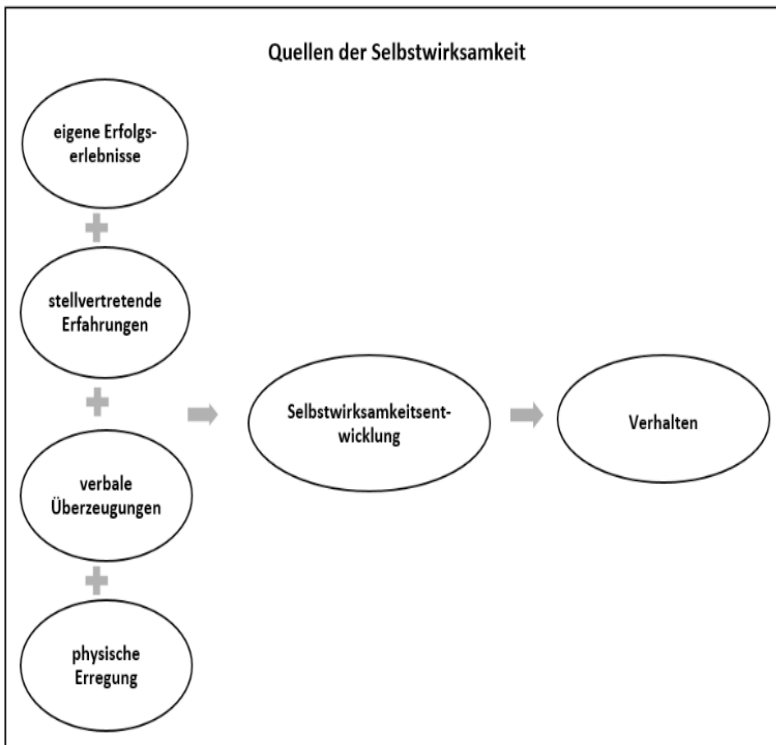 Quellen der Selbstwirksamkeit
eigene Erfolgs-
erlebnisse
stellvertretende
Erfahrungen
verbale
Überzeugungen
physische
Erregung
Selbstwirksamkeitsent-
wicklung
Verhalten